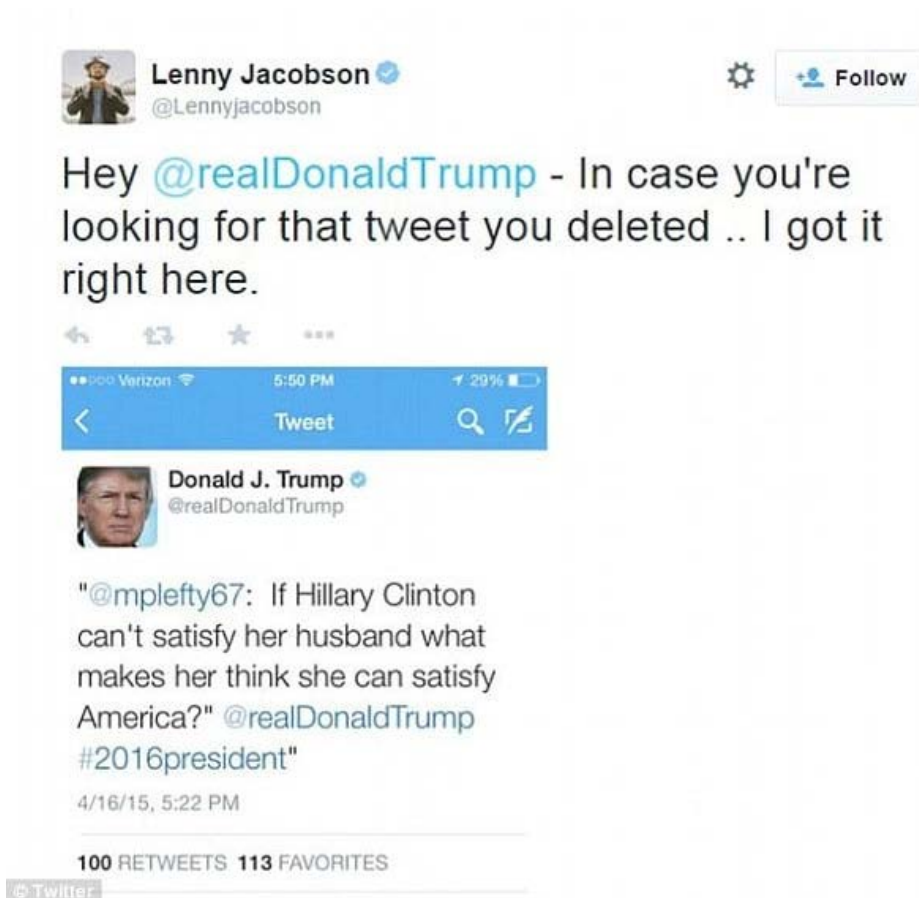 Lenny Jacobson
@Lennyjacobson
Follow
Hey @realDonaldTrump - In case you're
looking for that tweet you deleted .. I got it
right here.
Verizon 5:50 PM 29%
Tweet
Donald J. Trump
@realDonaldTrump
"@mplefty67: If Hillary Clinton
can't satisfy her husband what
makes her think she can satisfy
America?" @realDonaldTrump
#2016president"
4/16/15, 5:22 PM
100 RETWEETS 113 FAVORITES
© Twitter